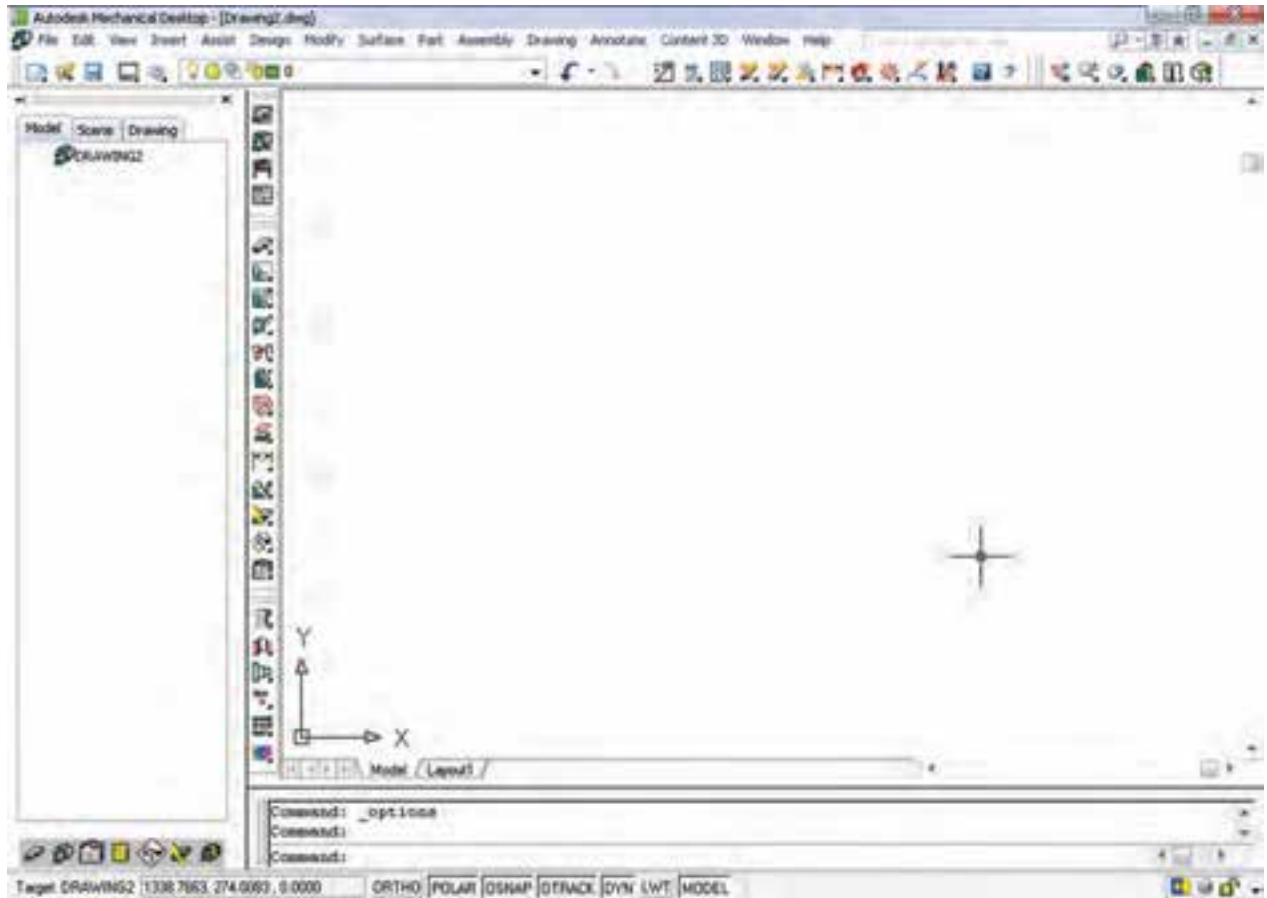 Autodesk Mechanical Desktop - [Drawing2.dwg]
File Edit View Insert Assist Design Modify Surface Part Assembly Drawing Annotate Content 3D Window Help
0
Model Scene Drawing
DRAWING2
Y
X
Model Layout1
Command: _options
Command:
Command:
Target: DRAWING2 1338.7663, 274.0083, 0.0000 ORTHO POLAR OSNAP OTRACK DYN LWT MODEL